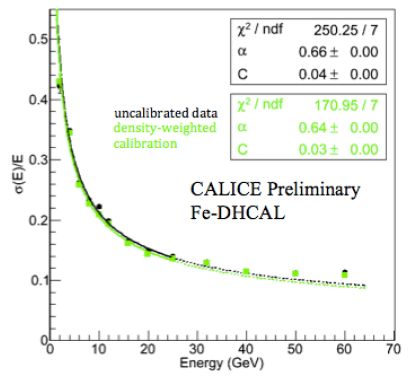 χ² / ndf 250.25 / 7
α 0.66 ± 0.00
C 0.04 ± 0.00
χ² / ndf 170.95 / 7
α 0.64 ± 0.00
C 0.03 ± 0.00
uncalibrated data
density-weighted
calibration
CALICE Preliminary
Fe-DHCAL
σ(E)/E
0.5
0.4
0.3
0.2
0.1
0 10 20 30 40 50 60 70
Energy (GeV)